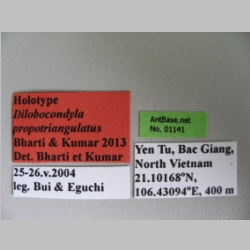 Holotype
Dilobocondyla
propotriangulatus
Bharti & Kumar 2013
Det. Bharti et Kumar
25-26.v.2004
leg. Bui & Eguchi
AntBase.net
No. 01141
Yen Tu, Bac Giang,
North Vietnam
21.10168°N,
106.43094°E, 400 m